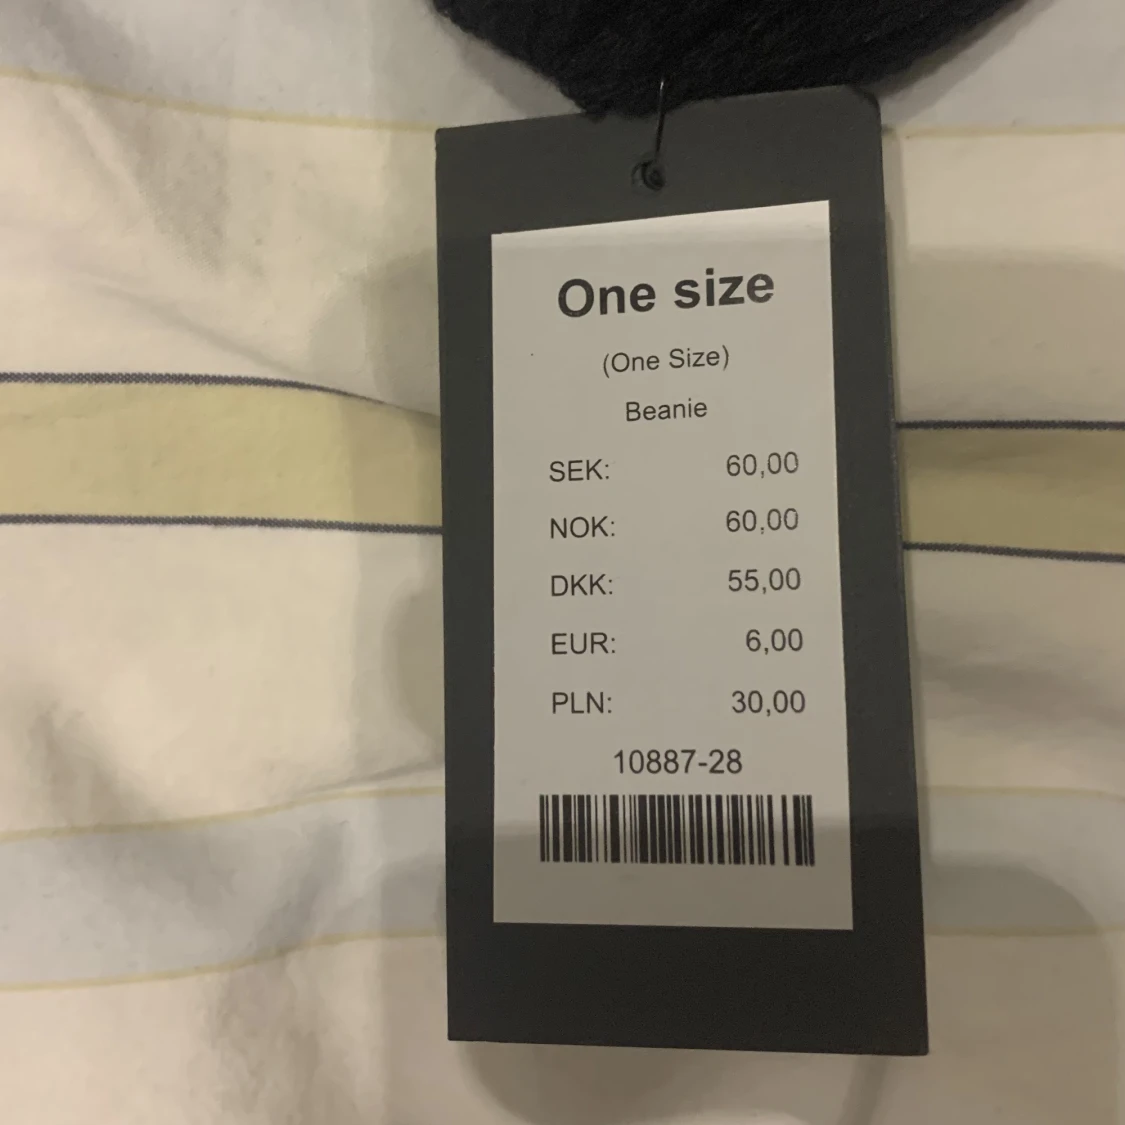 One size
(One Size)
Beanie
SEK: 60,00
NOK: 60,00
DKK: 55,00
EUR: 6,00
PLN: 30,00
10887-28